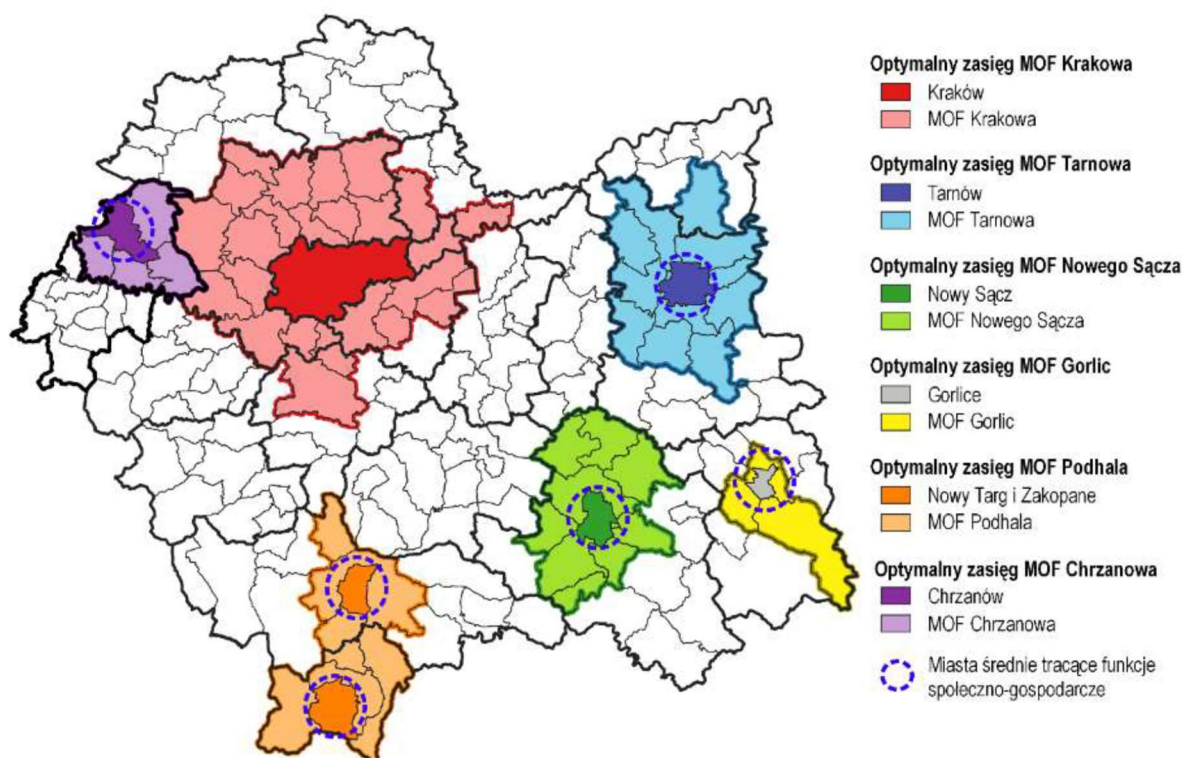 Optymalny zasięg MOF Krakowa
Kraków
MOF Krakowa
Optymalny zasięg MOF Tarnowa
Tarnów
MOF Tarnowa
Optymalny zasięg MOF Nowego Sącza
Nowy Sącz
MOF Nowego Sącza
Optymalny zasięg MOF Gorlic
Gorlice
MOF Gorlic
Optymalny zasięg MOF Podhala
Nowy Targ i Zakopane
MOF Podhala
Optymalny zasięg MOF Chrzanowa
Chrzanów
MOF Chrzanowa
Miasta średnie tracące funkcje
społeczno-gospodarcze